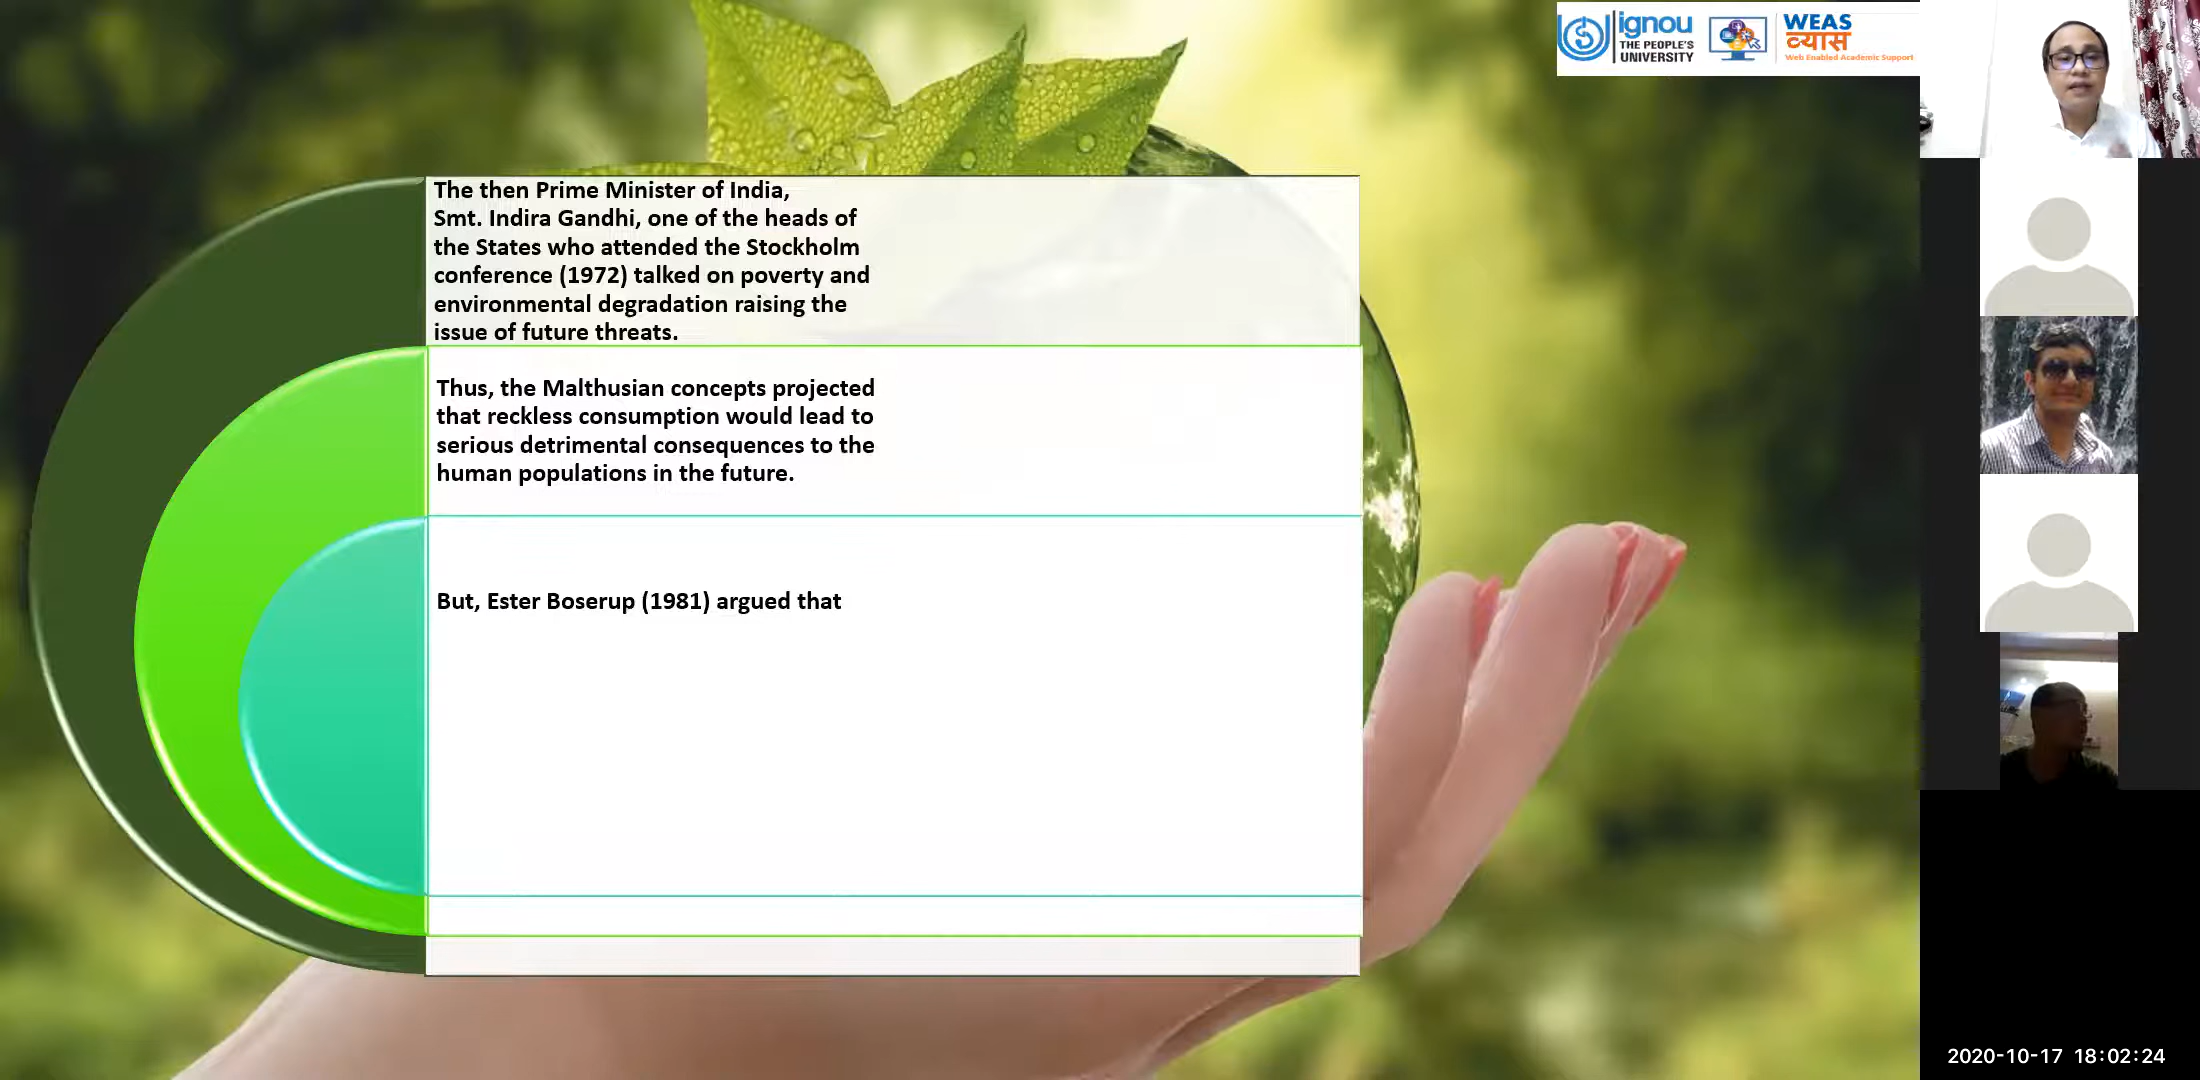 ignou
THE PEOPLE'S
UNIVERSITY
WEAS
व्यास
Web Enabled Academic Support
The then Prime Minister of India,
Smt. Indira Gandhi, one of the heads of
the States who attended the Stockholm
conference (1972) talked on poverty and
environmental degradation raising the
issue of future threats.
Thus, the Malthusian concepts projected
that reckless consumption would lead to
serious detrimental consequences to the
human populations in the future.
But, Ester Boserup (1981) argued that
2020-10-17 18:02:24